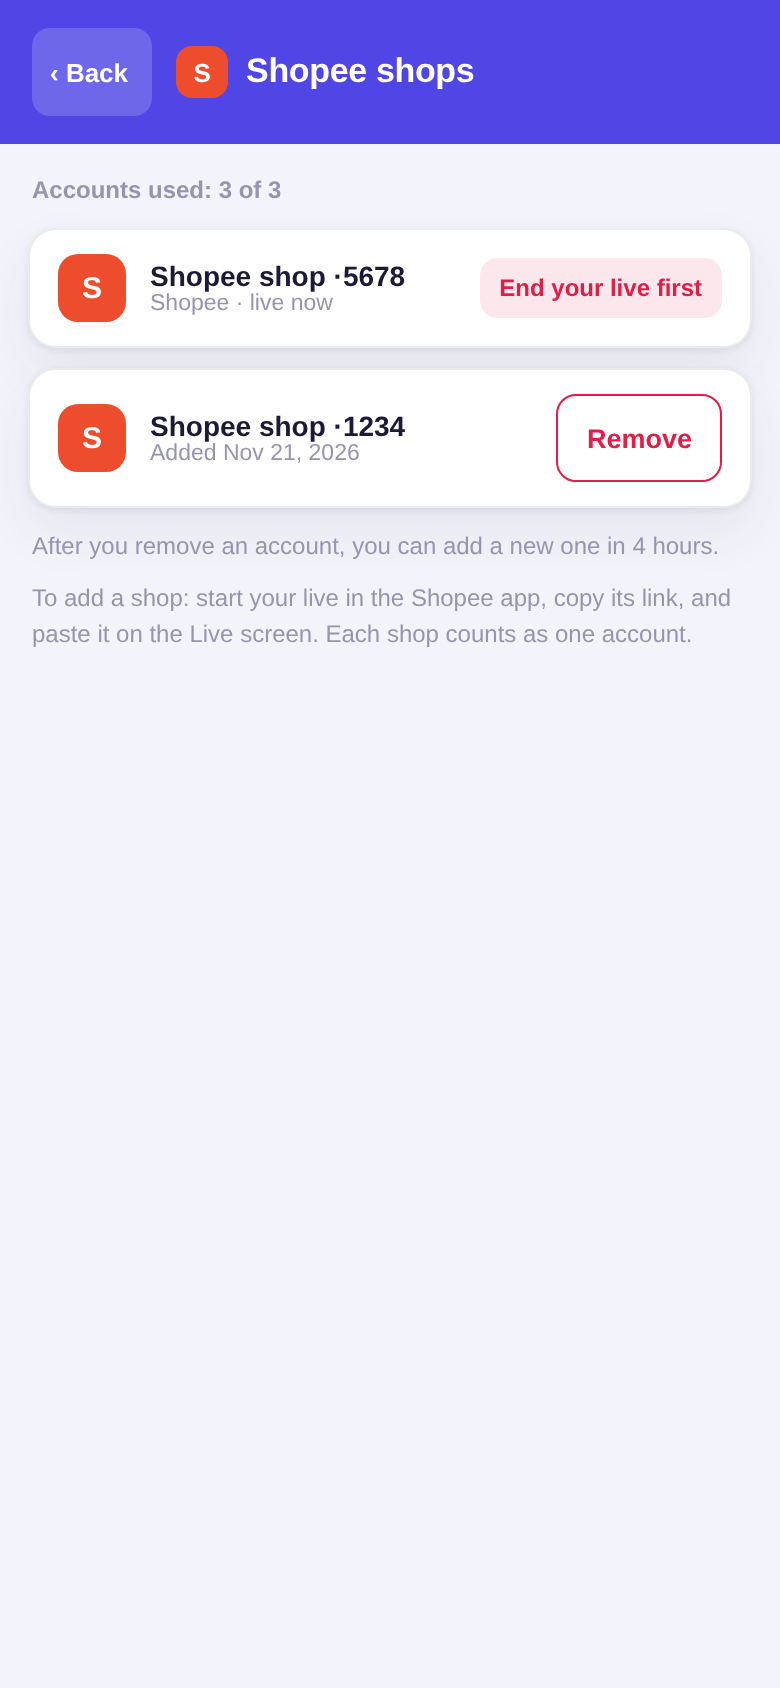 ‹ Back
S
Shopee shops
Accounts used: 3 of 3
S
Shopee shop ·5678
Shopee · live now
End your live first
S
Shopee shop ·1234
Added Nov 21, 2026
Remove
After you remove an account, you can add a new one in 4 hours.
To add a shop: start your live in the Shopee app, copy its link, and
paste it on the Live screen. Each shop counts as one account.